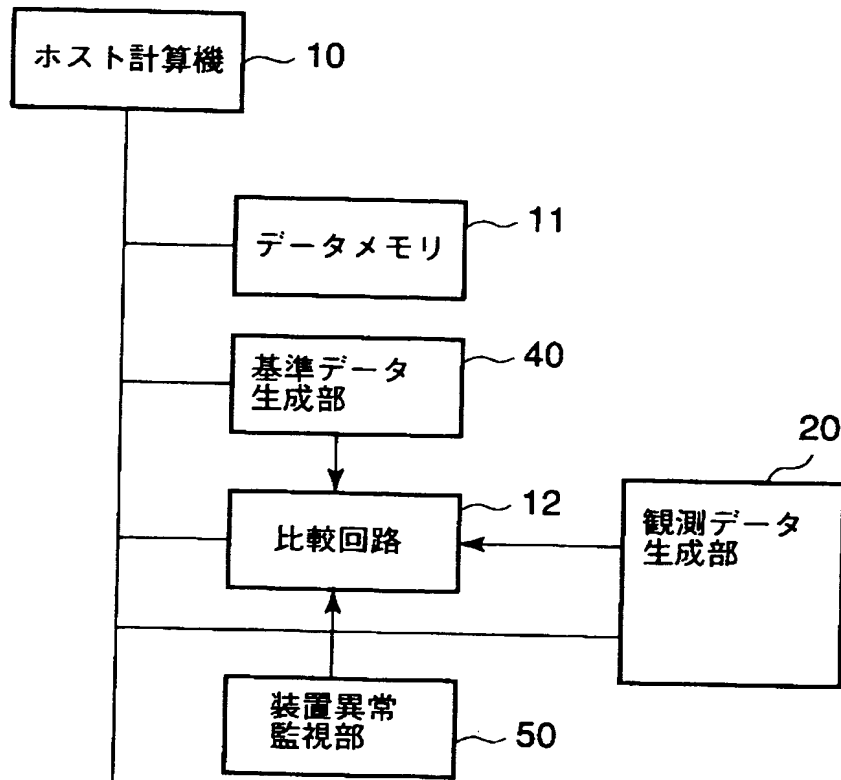 ホスト計算機
10
データメモリ
11
基準データ
生成部
40
20
比較回路
12
観測データ
生成部
装置異常
監視部
50